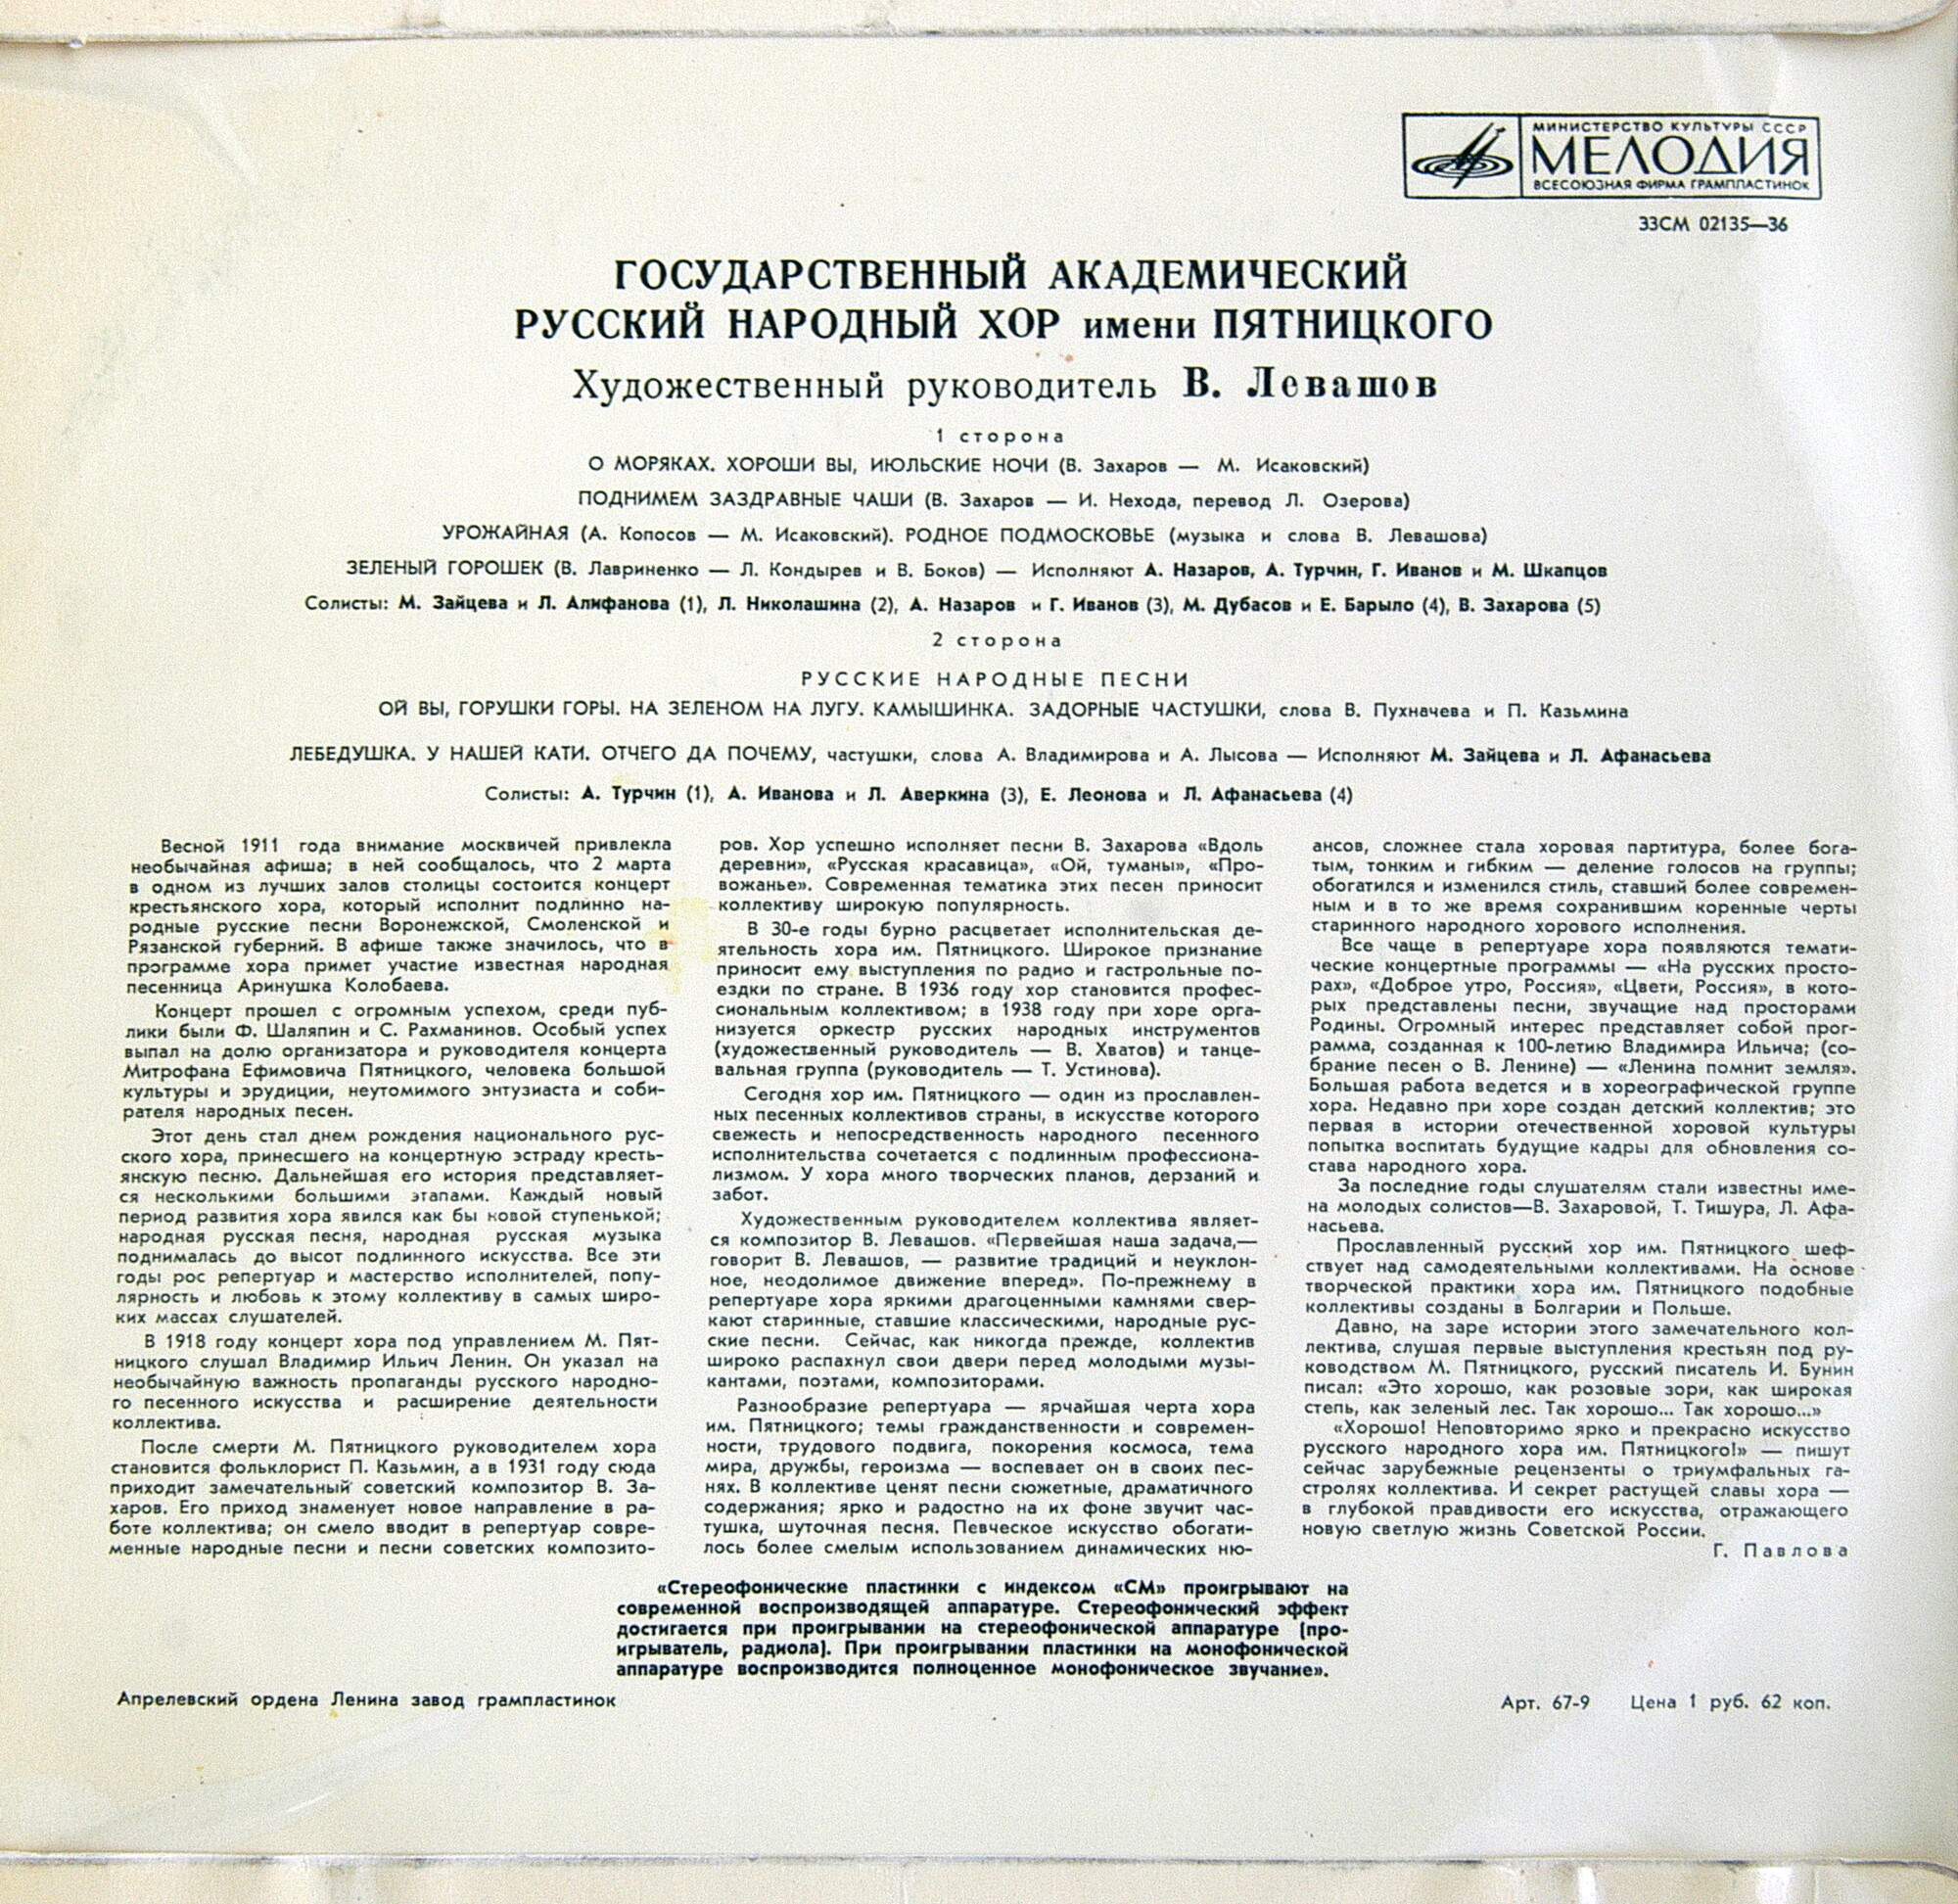 МИНИСТЕРСТВО КУЛЬТУРЫ СССР
МЕЛОДИЯ
ВСЕСОЮЗНАЯ ФИРМА ГРАМПЛАСТИНОК
33СМ 02135—36
ГОСУДАРСТВЕННЫЙ АКАДЕМИЧЕСКИЙ
РУССКИЙ НАРОДНЫЙ ХОР имени ПЯТНИЦКОГО
Художественный руководитель В. Левашов
1 сторона
О МОРЯКАХ. ХОРОШИ ВЫ, ИЮЛЬСКИЕ НОЧИ (В. Захаров — М. Исаковский)
ПОДНИМЕМ ЗАЗДРАВНЫЕ ЧАШИ (В. Захаров — И. Нехода, перевод Л. Озерова)
УРОЖАЙНАЯ (А. Копосов — М. Исаковский). РОДНОЕ ПОДМОСКОВЬЕ (музыка и слова В. Левашова)
ЗЕЛЕНЫЙ ГОРОШЕК (В. Лавриненко — Л. Кондырев и В. Боков) — Исполняют А. Назаров, А. Турчин, Г. Иванов и М. Шкапцов
Солисты: М. Зайцева и Л. Алифанова (1), Л. Николашина (2), А. Назаров и Г. Иванов (3), М. Дубасов и Е. Барыло (4), В. Захарова (5)
2 сторона
РУССКИЕ НАРОДНЫЕ ПЕСНИ
ОЙ ВЫ, ГОРУШКИ ГОРЫ. НА ЗЕЛЕНОМ НА ЛУГУ. КАМЫШИНКА. ЗАДОРНЫЕ ЧАСТУШКИ, слова В. Пухначева и П. Казьмина
ЛЕБЕДУШКА. У НАШЕЙ КАТИ. ОТЧЕГО ДА ПОЧЕМУ, частушки, слова А. Владимирова и А. Лысова — Исполняют М. Зайцева и Л. Афанасьева
Солисты: А. Турчин (1), А. Иванова и Л. Аверкина (3), Е. Леонова и Л. Афанасьева (4)
Весной 1911 года внимание москвичей привлекла
необычайная афиша; в ней сообщалось, что 2 марта
в одном из лучших залов столицы состоится концерт
крестьянского хора, который исполнит подлинно на-
родные русские песни Воронежской, Смоленской и
Рязанской губерний. В афише также значилось, что в
программе хора примет участие известная народная
песенница Аринушка Колобаева.
Концерт прошел с огромным успехом, среди пуб-
лики были Ф. Шаляпин и С. Рахманинов. Особый успех
выпал на долю организатора и руководителя концерта
Митрофана Ефимовича Пятницкого, человека большой
культуры и эрудиции, неутомимого энтузиаста и соби-
рателя народных песен.
Этот день стал днем рождения национального рус-
ского хора, принесшего на концертную эстраду кресть-
янскую песню. Дальнейшая его история представляет-
ся несколькими большими этапами. Каждый новый
период развития хора явился как бы новой ступенькой;
народная русская песня, народная русская музыка
поднималась до высот подлинного искусства. Все эти
годы рос репертуар и мастерство исполнителей, попу-
лярность и любовь к этому коллективу в самых широ-
ких массах слушателей.
В 1918 году концерт хора под управлением М. Пят-
ницкого слушал Владимир Ильич Ленин. Он указал на
необычайную важность пропаганды русского народно-
го песенного искусства и расширение деятельности
коллектива.
После смерти М. Пятницкого руководителем хора
становится фольклорист П. Казьмин, а в 1931 году сюда
приходит замечательный советский композитор В. За-
харов. Его приход знаменует новое направление в ра-
боте коллектива; он смело вводит в репертуар совре-
менные народные песни и песни советских композито-
ров. Хор успешно исполняет песни В. Захарова «Вдоль
деревни», «Русская красавица», «Ой, туманы», «Про-
вожанье». Современная тематика этих песен приносит
коллективу широкую популярность.
В 30-е годы бурно расцветает исполнительская де-
ятельность хора им. Пятницкого. Широкое признание
приносит ему выступления по радио и гастрольные по-
ездки по стране. В 1936 году хор становится профес-
сиональным коллективом; в 1938 году при хоре орга-
низуется оркестр русских народных инструментов
(художественный руководитель — В. Хватов) и танце-
вальная группа (руководитель — Т. Устинова).
Сегодня хор им. Пятницкого — один из прославлен-
ных песенных коллективов страны, в искусстве которого
свежесть и непосредственность народного песенного
исполнительства сочетается с подлинным профессиона-
лизмом. У хора много творческих планов, дерзаний и
забот.
Художественным руководителем коллектива являет-
ся композитор В. Левашов. «Первейшая наша задача,—
говорит В. Левашов, — развитие традиций и неуклон-
ное, неодолимое движение вперед». По-прежнему в
репертуаре хора яркими драгоценными камнями свер-
кают старинные, ставшие классическими, народные рус-
ские песни. Сейчас, как никогда прежде, коллектив
широко распахнул свои двери перед молодыми музы-
кантами, поэтами, композиторами.
Разнообразие репертуара — ярчайшая черта хора
им. Пятницкого; темы гражданственности и современ-
ности, трудового подвига, покорения космоса, тема
мира, дружбы, героизма — воспевает он в своих пес-
нях. В коллективе ценят песни сюжетные, драматичного
содержания; ярко и радостно на их фоне звучит час-
тушка, шуточная песня. Певческое искусство обогати-
лось более смелым использованием динамических ню-
ансов, сложнее стала хоровая партитура, более бога-
тым, тонким и гибким — деление голосов на группы;
обогатился и изменился стиль, ставший более современ-
ным и в то же время сохранившим коренные черты
старинного народного хорового исполнения.
Все чаще в репертуаре хора появляются темати-
ческие концертные программы — «На русских просто-
рах», «Доброе утро, Россия», «Цвети, Россия», в кото-
рых представлены песни, звучащие над просторами
Родины. Огромный интерес представляет собой прог-
рамма, созданная к 100-летию Владимира Ильича; (со-
брание песен о В. Ленине) — «Ленина помнит земля».
Большая работа ведется и в хореографической группе
хора. Недавно при хоре создан детский коллектив; это
первая в истории отечественной хоровой культуры
попытка воспитать будущие кадры для обновления со-
става народного хора.
За последние годы слушателям стали известны име-
на молодых солистов—В. Захаровой, Т. Тишура, Л. Афа-
насьева.
Прославленный русский хор им. Пятницкого шеф-
ствует над самодеятельными коллективами. На основе
творческой практики хора им. Пятницкого подобные
коллективы созданы в Болгарии и Польше.
Давно, на заре истории этого замечательного кол-
лектива, слушая первые выступления крестьян под ру-
ководством М. Пятницкого, русский писатель И. Бунин
писал: «Это хорошо, как розовые зори, как широкая
степь, как зеленый лес. Так хорошо... Так хорошо...»
«Хорошо! Неповторимо ярко и прекрасно искусство
русского народного хора им. Пятницкого!» — пишут
сейчас зарубежные рецензенты о триумфальных га-
стролях коллектива. И секрет растущей славы хора —
в глубокой правдивости его искусства, отражающего
новую светлую жизнь Советской России.
Г. Павлова
«Стереофонические пластинки с индексом «СМ» проигрывают на
современной воспроизводящей аппаратуре. Стереофонический эффект
достигается при проигрывании на стереофонической аппаратуре (про-
игрыватель, радиола). При проигрывании пластинки на монофонической
аппаратуре воспроизводится полноценное монофоническое звучание».
Апрелевский ордена Ленина завод грампластинок
Арт. 67-9 Цена 1 руб. 62 коп.